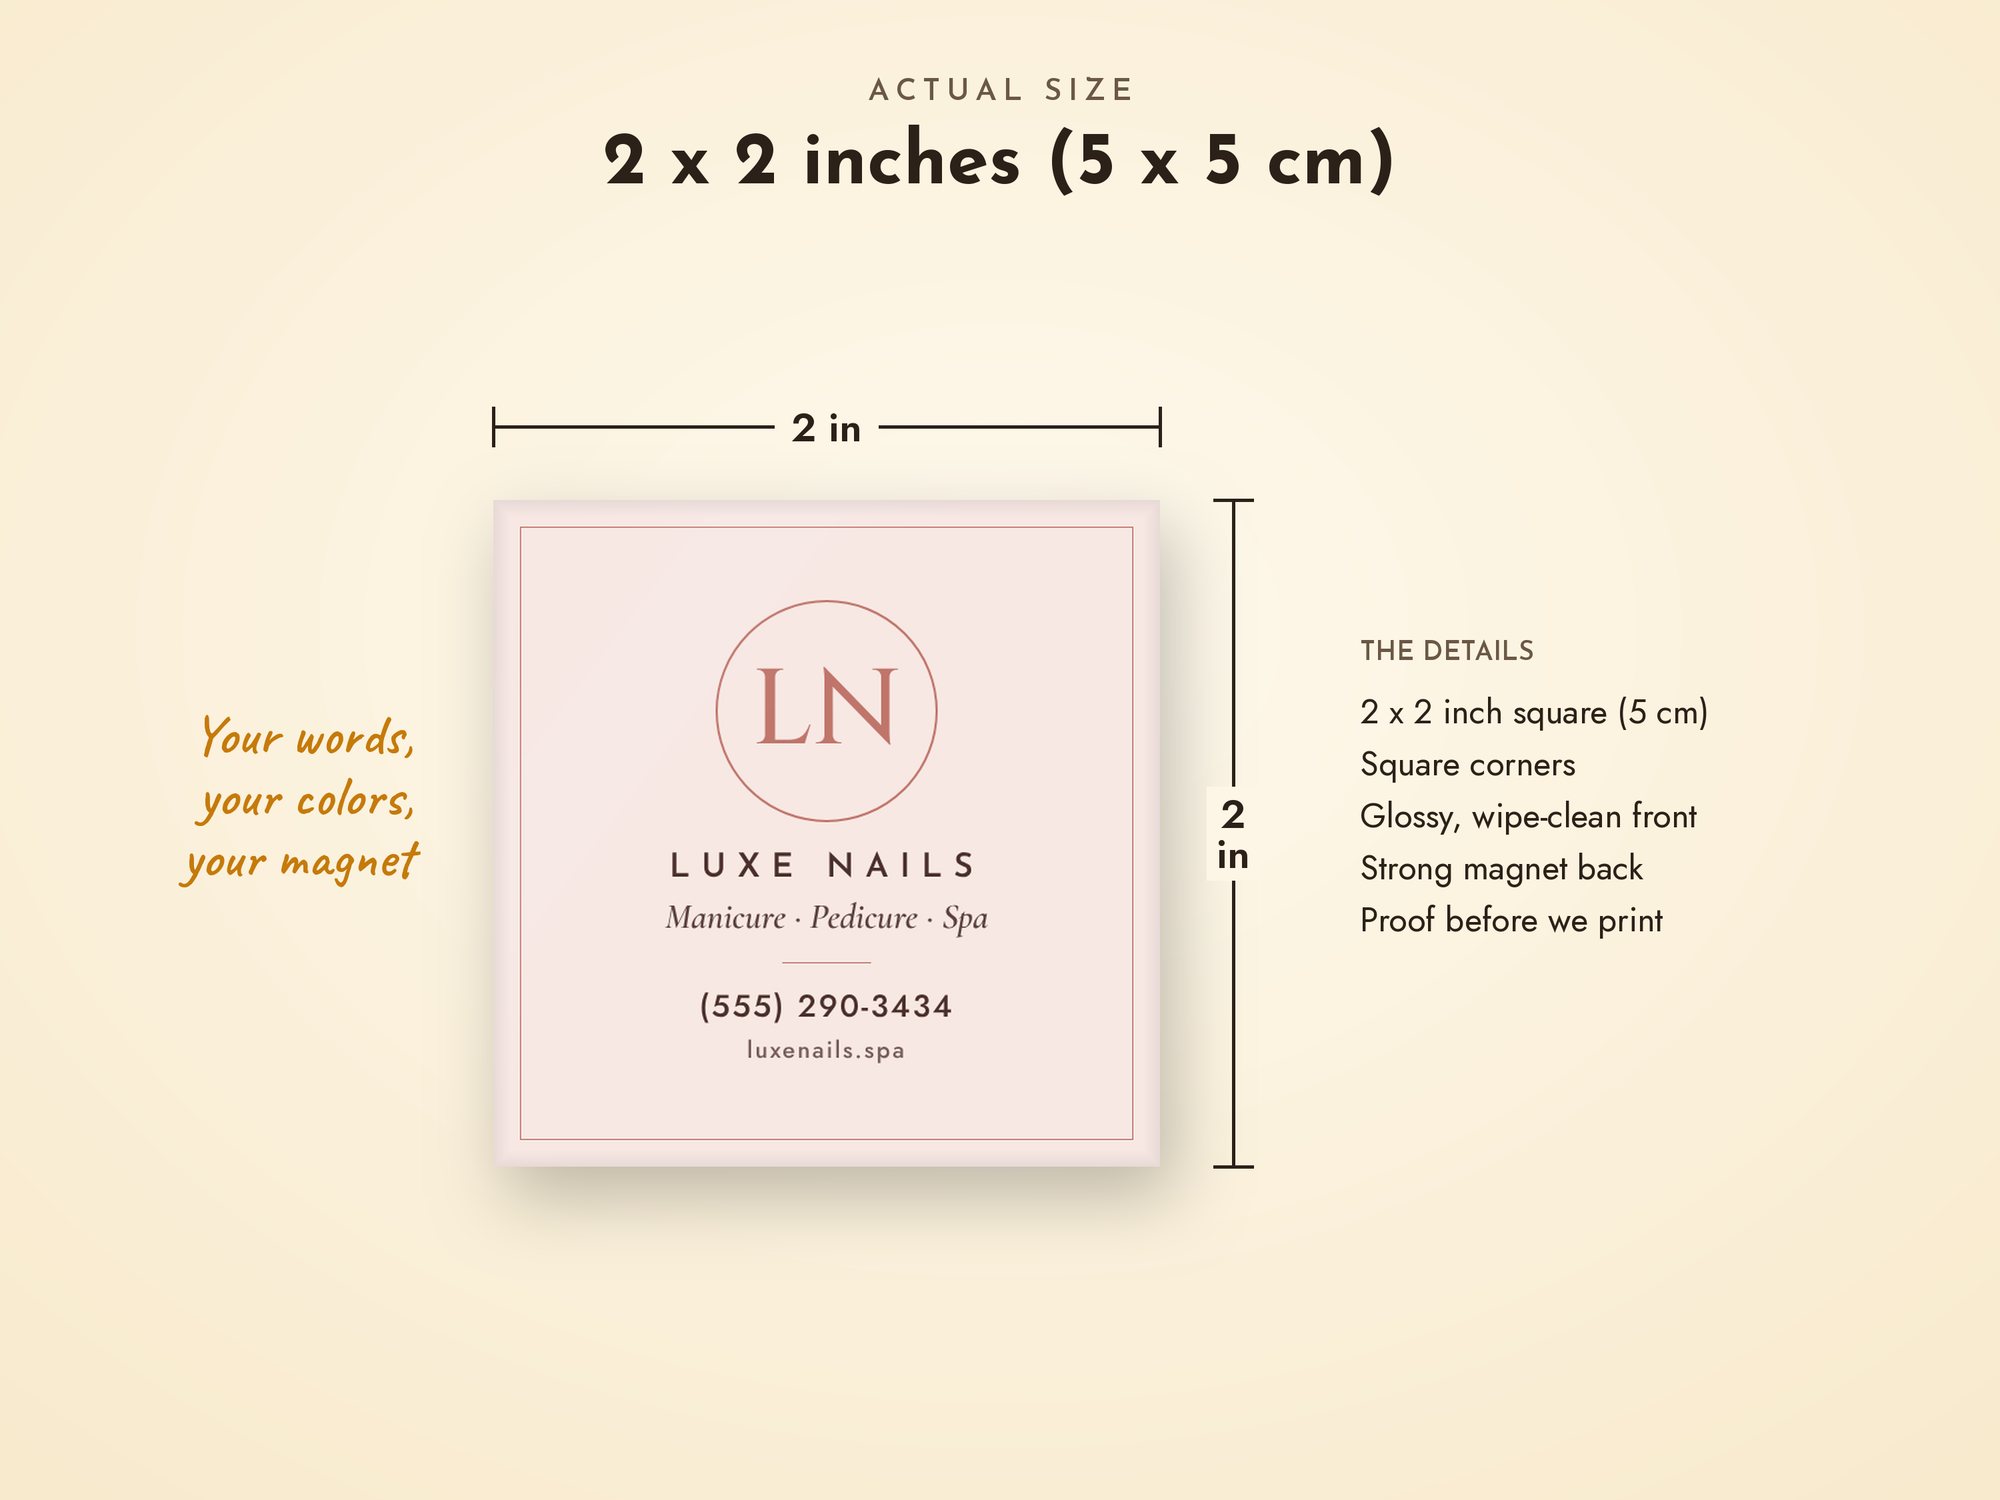 ACTUAL SIZE
2 x 2 inches (5 x 5 cm)
2 in
Your words,
your colors,
your magnet
LN
LUXE NAILS
Manicure · Pedicure · Spa
(555) 290-3434
luxenails.spa
2
in
THE DETAILS
2 x 2 inch square (5 cm)
Square corners
Glossy, wipe-clean front
Strong magnet back
Proof before we print